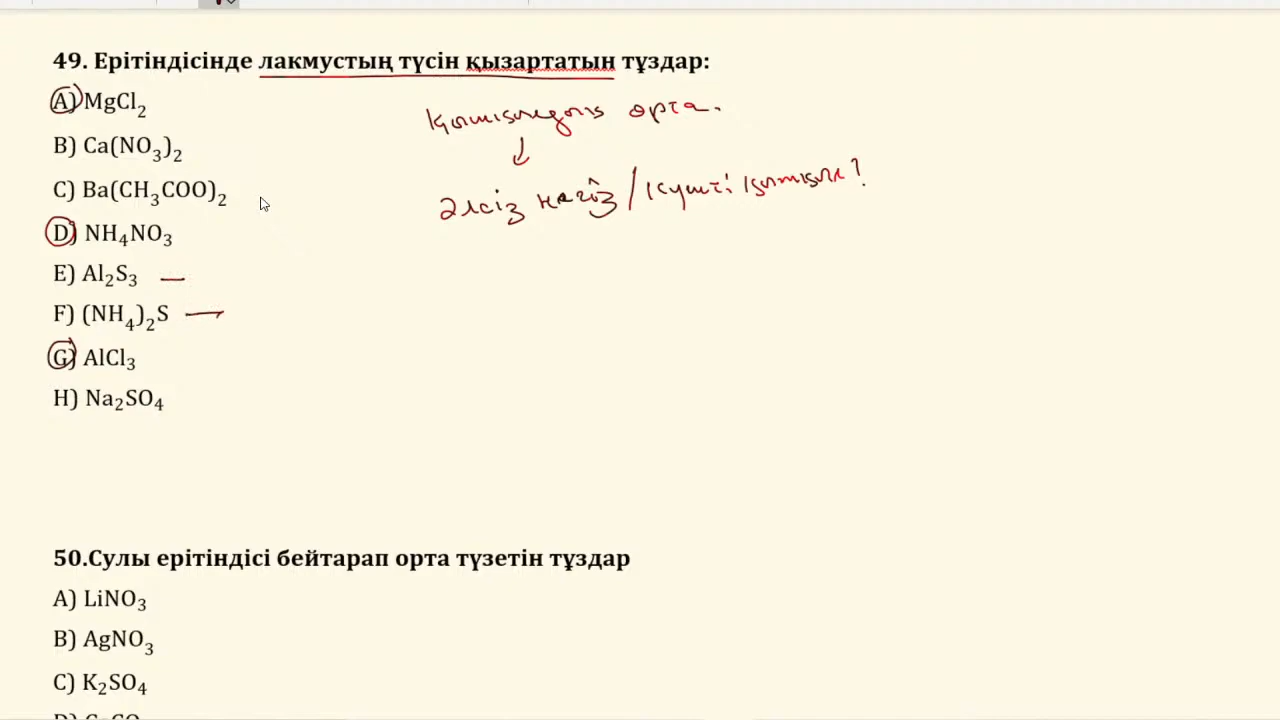 49. Ерітіндісінде лакмустың түсін қызартатын тұздар:
A) MgCl₂
B) Ca(NO₃)₂
C) Ba(CH₃COO)₂
D) NH₄NO₃
E) Al₂S₃ —
F) (NH₄)₂S —
G) AlCl₃
H) Na₂SO₄
Қышқылдық орта.
↓
Әлсіз негіз / күшті қышқыл!
50.Сулы ерітіндісі бейтарап орта түзетін тұздар
A) LiNO₃
B) AgNO₃
C) K₂SO₄